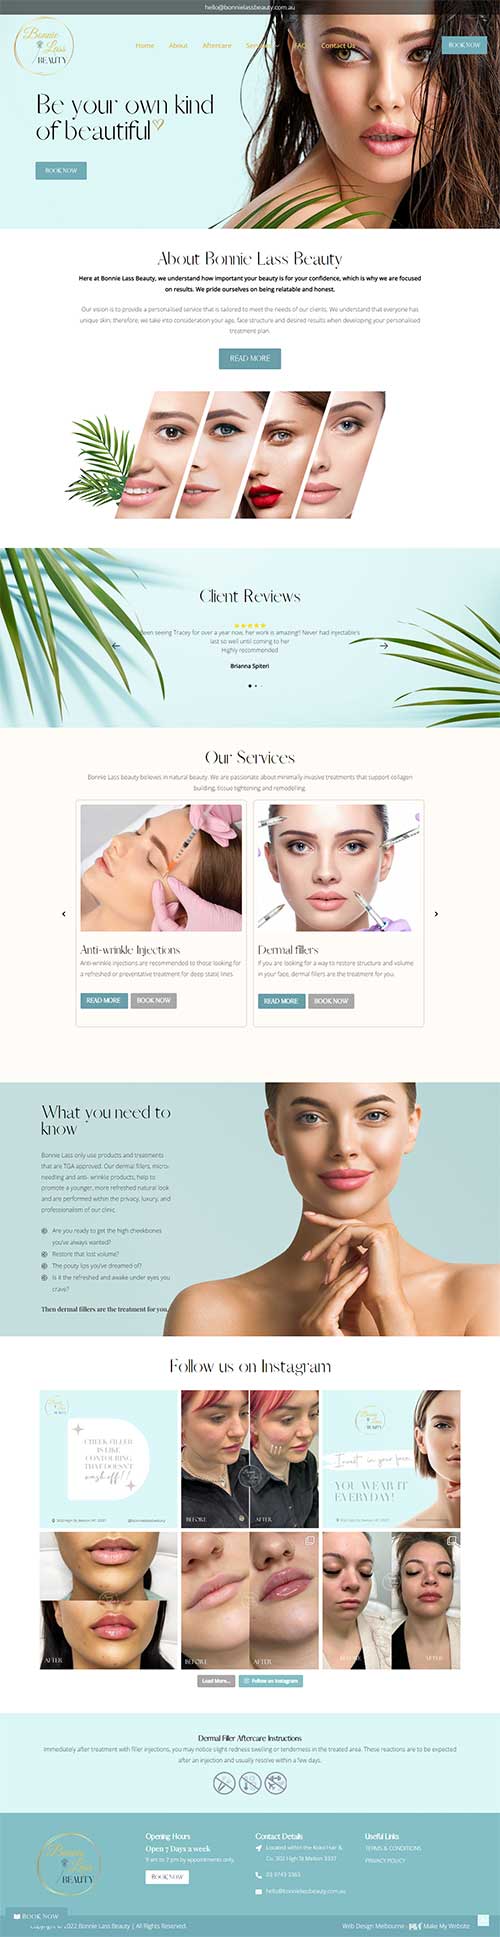 hello@bonnielassbeauty.com.au
Bonnie
Lass
BEAUTY
Home About Aftercare FAQ Contact Us
BOOK NOW
Be your own kind
of beautiful
BOOK NOW
About Bonnie Lass Beauty
Here at Bonnie Lass Beauty, we understand how important your beauty is for your confidence, which is why we are focused
on results. We pride ourselves on being relatable and honest.
Our vision is to provide a personalised service that is tailored to meet the needs of our clients. We understand that everyone has
unique skin; therefore, we take into consideration your age, face structure and desired results when developing your personalised
treatment plan.
READ MORE
Client Reviews
been seeing Tracey for over a year now, her work is amazing! Never had injectable's
last so well until coming to her
Highly recommended
Brianna Spiteri
Our Services
Bonnie Lass beauty believes in natural beauty. We are passionate about minimally invasive treatments that support collagen
building, tissue tightening and remodelling.
Anti-wrinkle Injections
Anti-wrinkle injections are recommended to those looking for
a refreshed or preventative treatment for deep static lines.
READ MORE BOOK NOW
Dermal fillers
If you are looking for a way to restore structure and volume
in your face, dermal fillers are the treatment for you.
READ MORE BOOK NOW
What you need to
know
Bonnie Lass only use products and treatments
that are TGA approved. Our dermal fillers, micro-
needling and anti- wrinkle products, help to
promote a younger, more refreshed natural look
and are performed within the privacy, luxury, and
professionalism of our clinic.
Are you ready to get the high cheekbones
you've always wanted?
Restore that lost volume?
The pouty lips you've dreamed of?
Is it the refreshed and awake under eyes you
crave?
Then dermal fillers are the treatment for you.
Follow us on Instagram
CHEEK FILLER
IS LIKE
CONTOURING
THAT DOESN'T
wash off!!
BEFORE AFTER
Bonnie
Lass
BEAUTY
Invest in your face
YOU WEAR IT
EVERYDAY!
AFTER
BEFORE AFTER
BEFORE AFTER
Load More...
Follow on Instagram
Dermal Filler Aftercare Instructions
Immediately after treatment with filler injections, you may notice slight redness swelling or tenderness in the treated area. These reactions are to be expected
after an injection and usually resolve within a few days.
Bonnie
Lass
BEAUTY
Opening Hours
Open 7 Days a week
9 am to 7 pm by appointments only.
BOOK NOW
Contact Details
Located within the Koko Hair &
Co, 302 High St Melton 3337
03 9743 3363
hello@bonnielassbeauty.com.au
Useful Links
TERMS & CONDITIONS
PRIVACY POLICY
BOOK NOW
2022 Bonnie Lass Beauty | All Rights Reserved.
Web Design Melbourne - Make My Website